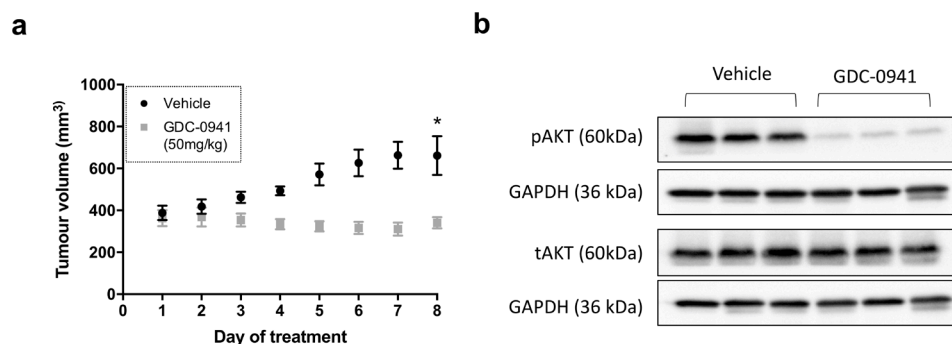 a
b
1000
800
600
400
200
0
Tumour volume (mm³)
Vehicle
GDC-0941
(50mg/kg)
*
0 1 2 3 4 5 6 7 8
Day of treatment
Vehicle GDC-0941
pAKT (60kDa)
GAPDH (36 kDa)
tAKT (60kDa)
GAPDH (36 kDa)